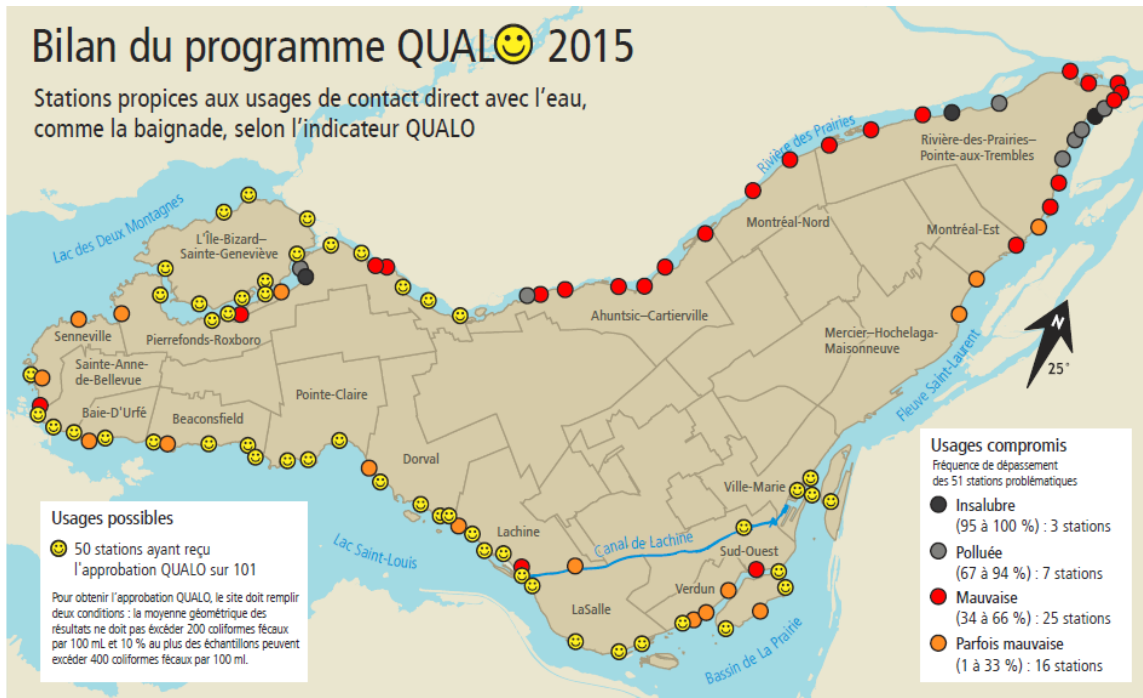 Bilan du programme QUALO 2015
Stations propices aux usages de contact direct avec l'eau,
comme la baignade, selon l'indicateur QUALO
Rivière des Prairies
Rivière-des-Prairies–
Pointe-aux-Trembles
Lac des Deux Montagnes
L'Île-Bizard–
Sainte-Geneviève
Montréal-Nord
Montréal-Est
Ahuntsic–Cartierville
Senneville
Pierrefonds-Roxboro
Mercier–Hochelaga-
Maisonneuve
Sainte-Anne-
de-Bellevue
Baie-D'Urfé
Beaconsfield
Pointe-Claire
Fleuve Saint-Laurent
N
25°
Dorval
Ville-Marie
Lachine
Canal de Lachine
Sud-Ouest
Lac Saint-Louis
Verdun
LaSalle
Bassin de La Prairie
Usages possibles
50 stations ayant reçu
l'approbation QUALO sur 101
Pour obtenir l'approbation QUALO, le site doit remplir
deux conditions : la moyenne géométrique des
résultats ne doit pas éxcéder 200 coliformes fécaux
par 100 mL et 10 % au plus des échantillons peuvent
excéder 400 coliformes fécaux par 100 ml.
Usages compromis
Fréquence de dépassement
des 51 stations problématiques
Insalubre
(95 à 100 %) : 3 stations
Polluée
(67 à 94 %) : 7 stations
Mauvaise
(34 à 66 %) : 25 stations
Parfois mauvaise
(1 à 33 %) : 16 stations